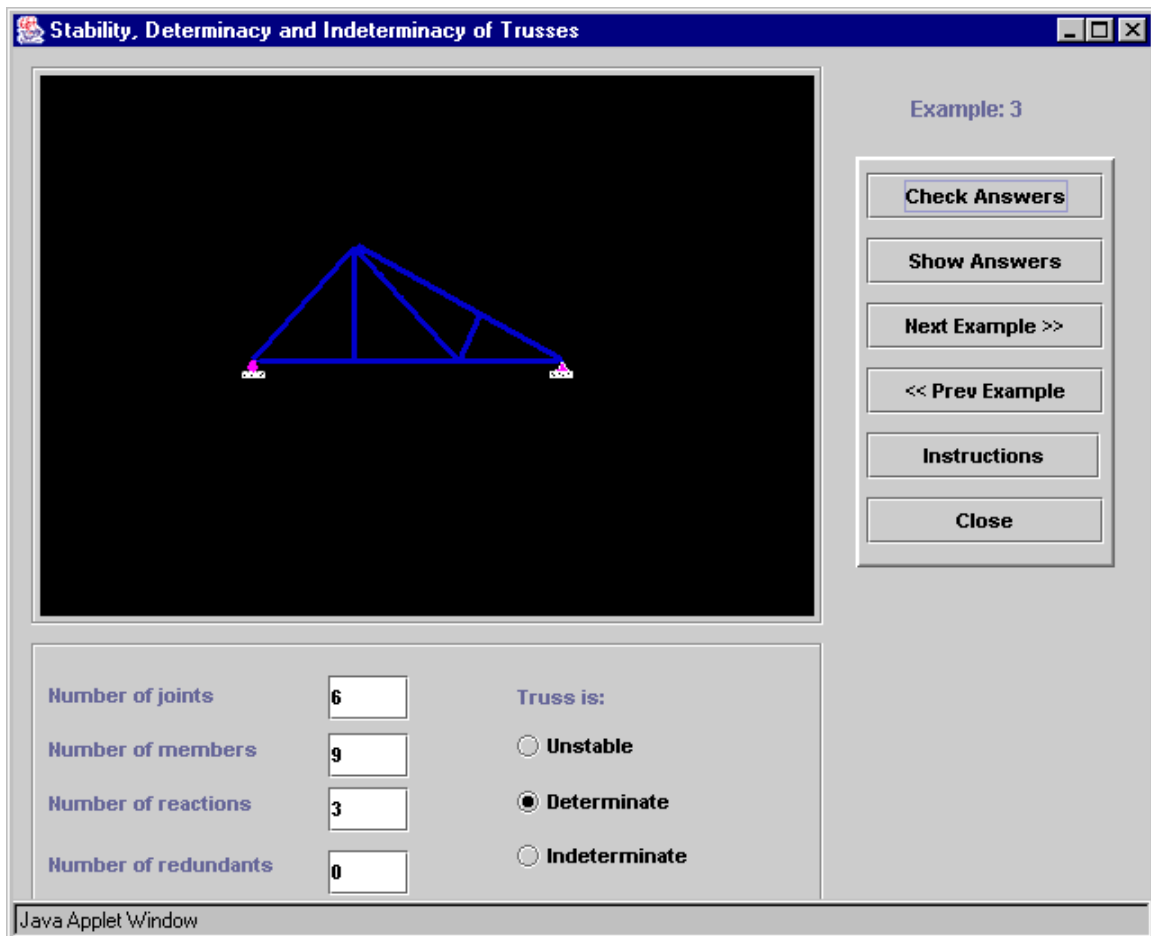 Stability, Determinacy and Indeterminacy of Trusses
Example: 3
Check Answers
Show Answers
Next Example >>
<< Prev Example
Instructions
Close
Number of joints 6
Number of members 9
Number of reactions 3
Number of redundants 0
Truss is:
Unstable
Determinate
Indeterminate
Java Applet Window